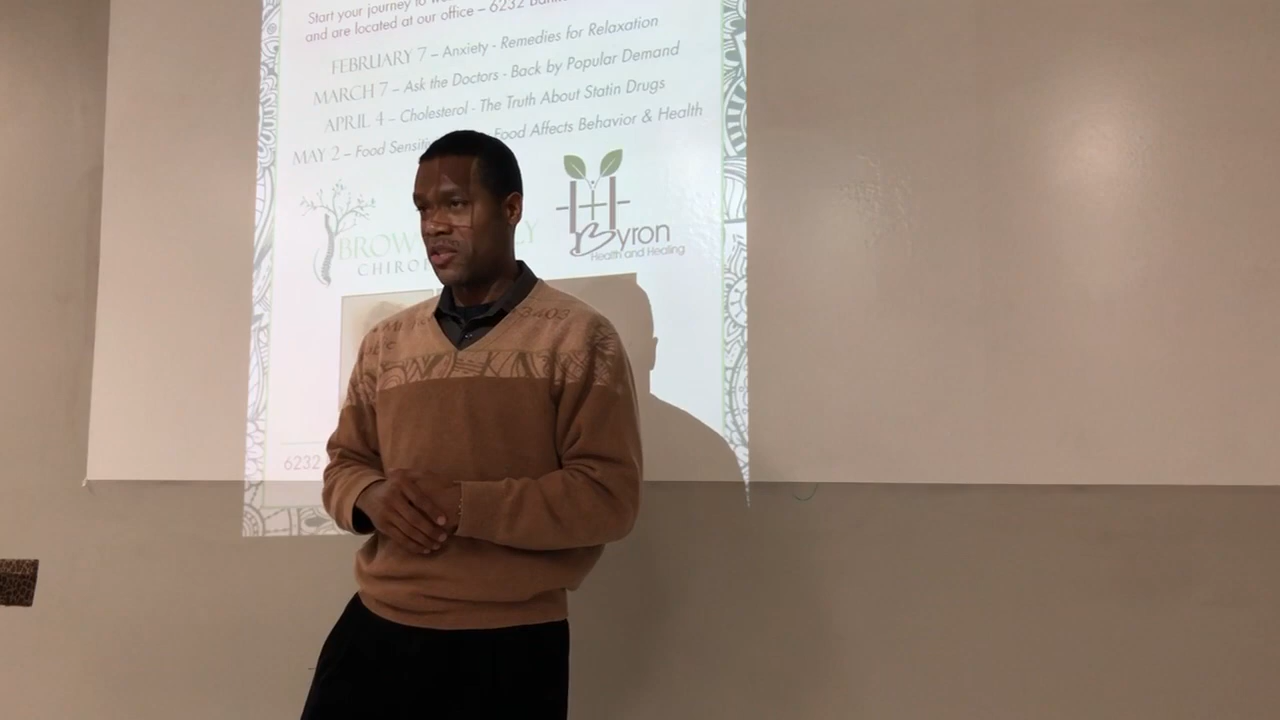 Start your journey to
and are located at our office – 6232
FEBRUARY 7 – Anxiety - Remedies for Relaxation
MARCH 7 – Ask the Doctors - Back by Popular Demand
APRIL 4 – Cholesterol - The Truth About Statin Drugs
MAY 2 – Food Food Affects Behavior & Health
Byron
Health and Healing
3403
6232